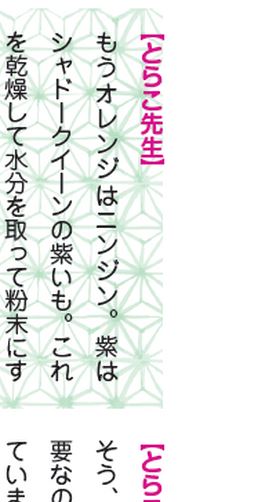 【とらこ先生】
もうオレンジはニンジン。紫は
シャドークイーンの紫いも。これ
を乾燥して水分を取って粉末にす
【とら
そう、
要なの
ていま